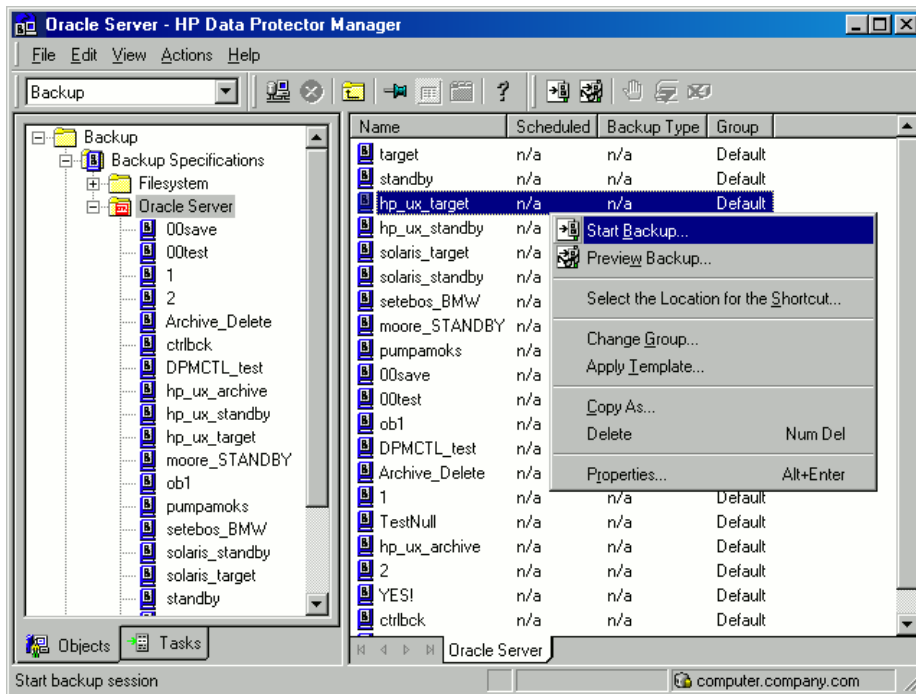 Oracle Server - HP Data Protector Manager
File Edit View Actions Help
Backup
Backup
Backup Specifications
Filesystem
Oracle Server
00save
00test
1
2
Archive_Delete
ctrlbck
DPMCTL_test
hp_ux_archive
hp_ux_standby
hp_ux_target
moore_STANDBY
ob1
pumpamoks
setebos_BMW
solaris_standby
solaris_target
standby
Objects Tasks
Name Scheduled Backup Type Group
target n/a n/a Default
standby n/a n/a Default
hp_ux_target n/a n/a Default
hp_ux_standby n/a
solaris_target n/a
solaris_standby n/a
setebos_BMW n/a
moore_STANDBY n/a
pumpamoks n/a
00save n/a
00test n/a
ob1 n/a
DPMCTL_test n/a
Archive_Delete n/a
1 n/a n/a Default
TestNull n/a n/a Default
hp_ux_archive n/a n/a Default
2 n/a n/a Default
YES! n/a n/a Default
ctrlbck n/a n/a Default
Start Backup...
Preview Backup...
Select the Location for the Shortcut...
Change Group...
Apply Template...
Copy As...
Delete Num Del
Properties... Alt+Enter
Oracle Server
Start backup session
computer.company.com